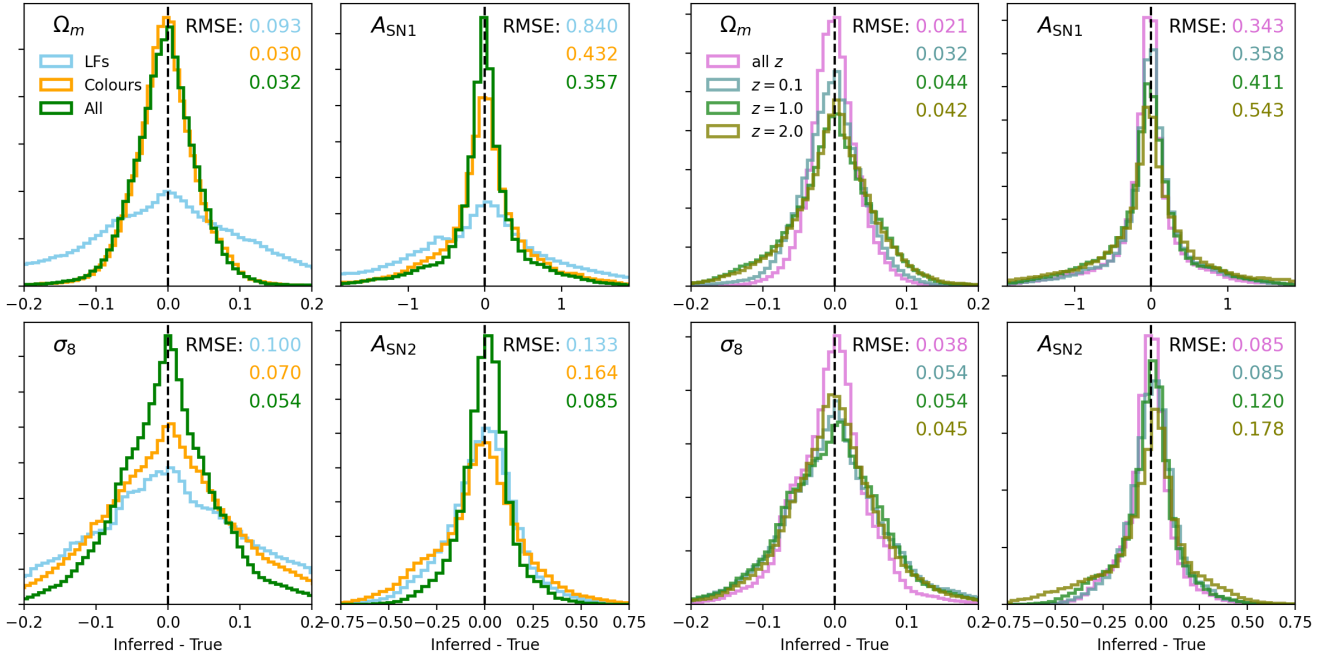 Ωm RMSE: 0.093
0.030
0.032
LFs
Colours
All
−0.2 −0.1 0.0 0.1 0.2
ASN1 RMSE: 0.840
0.432
0.357
−1 0 1
Ωm RMSE: 0.021
0.032
0.044
0.042
all z
z = 0.1
z = 1.0
z = 2.0
−0.2 −0.1 0.0 0.1 0.2
ASN1 RMSE: 0.343
0.358
0.411
0.543
−1 0 1
σ8 RMSE: 0.100
0.070
0.054
−0.2 −0.1 0.0 0.1 0.2
Inferred - True
ASN2 RMSE: 0.133
0.164
0.085
−0.75 −0.50 −0.25 0.00 0.25 0.50 0.75
Inferred - True
σ8 RMSE: 0.038
0.054
0.054
0.045
−0.2 −0.1 0.0 0.1 0.2
Inferred - True
ASN2 RMSE: 0.085
0.085
0.120
0.178
−0.75 −0.50 −0.25 0.00 0.25 0.50 0.75
Inferred - True